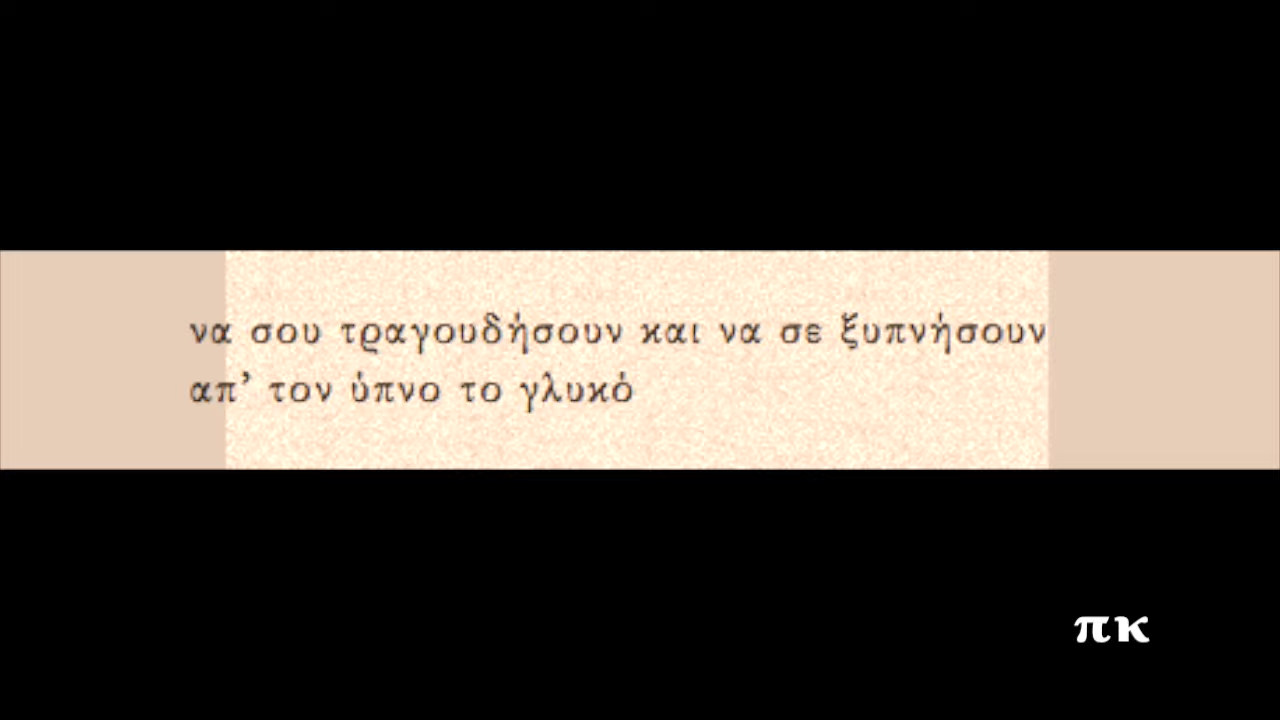 να σου τραγουδήσουν και να σε ξυπνήσουν
απ’ τον ύπνο το γλυκό
πκ